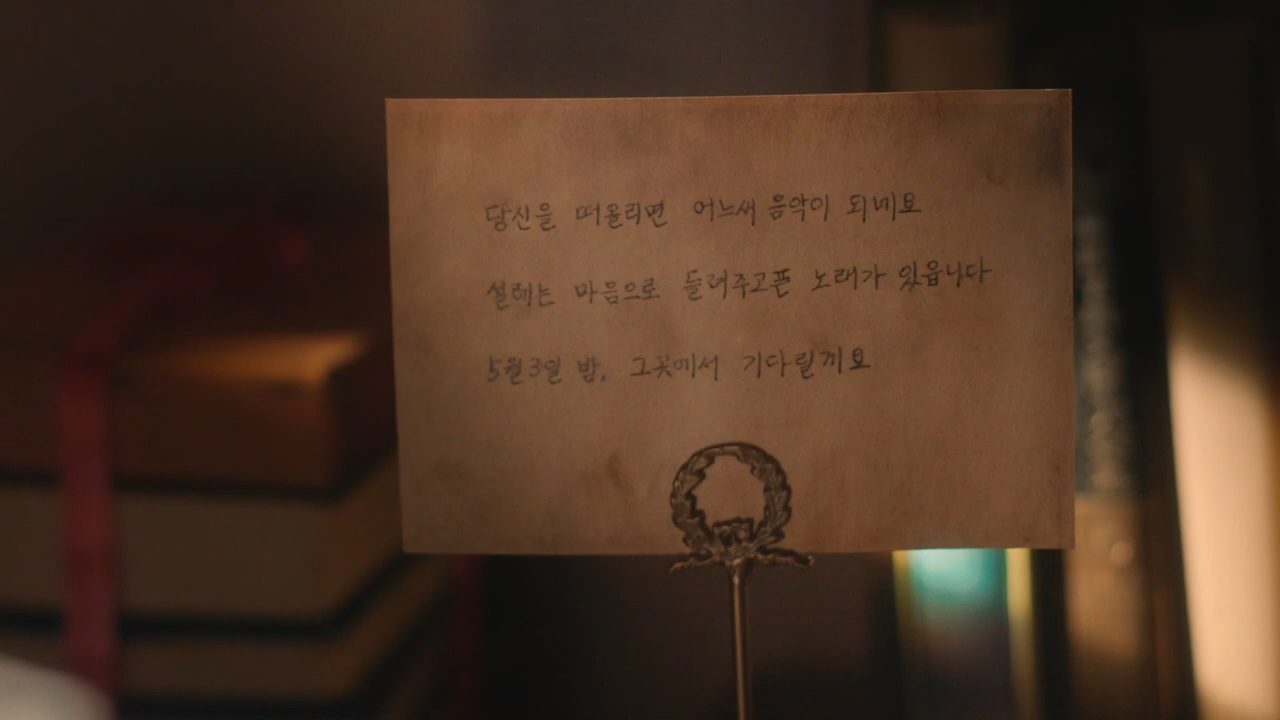 당신을 떠올리면 어느새 음악이 되네요
설레는 마음으로 들려주고픈 노래가 있읍니다
5월3일 밤, 그곳에서 기다릴게요